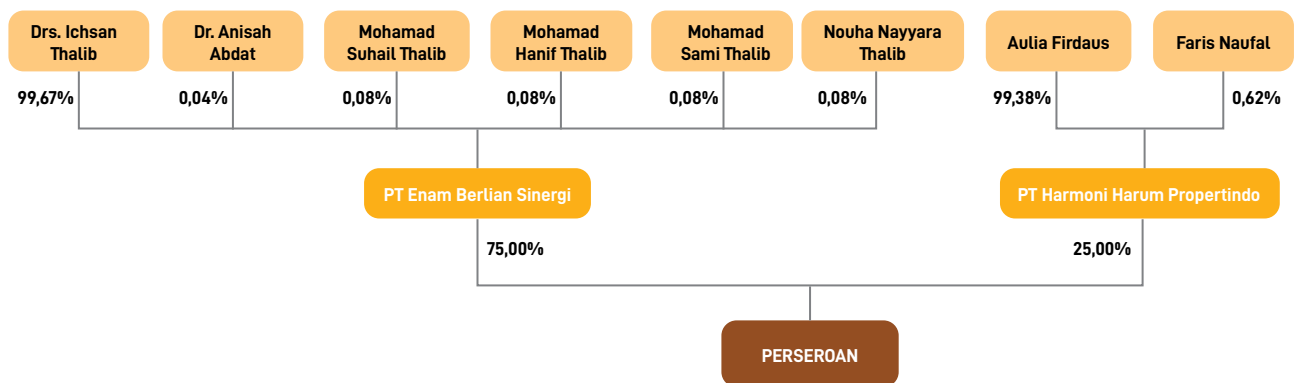 Drs. Ichsan
Thalib
Dr. Anisah
Abdat
Mohamad
Suhail Thalib
Mohamad
Hanif Thalib
Mohamad
Sami Thalib
Nouha Nayyara
Thalib
Aulia Firdaus
Faris Naufal
99,67%
0,04%
0,08%
0,08%
0,08%
0,08%
99,38%
0,62%
PT Enam Berlian Sinergi
PT Harmoni Harum Propertindo
75,00%
25,00%
PERSEROAN